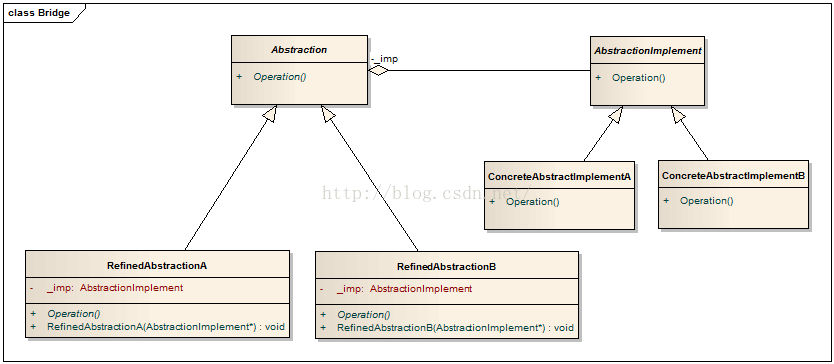 class Bridge
Abstraction
+ Operation()
-_imp
AbstractionImplement
+ Operation()
ConcreteAbstractImplementA
+ Operation()
ConcreteAbstractImplementB
+ Operation()
http://blog.csdn.net/
RefinedAbstractionA
- _imp: AbstractionImplement
+ Operation()
+ RefinedAbstractionA(AbstractionImplement*) : void
RefinedAbstractionB
- _imp: AbstractionImplement
+ Operation()
+ RefinedAbstractionB(AbstractionImplement*) : void